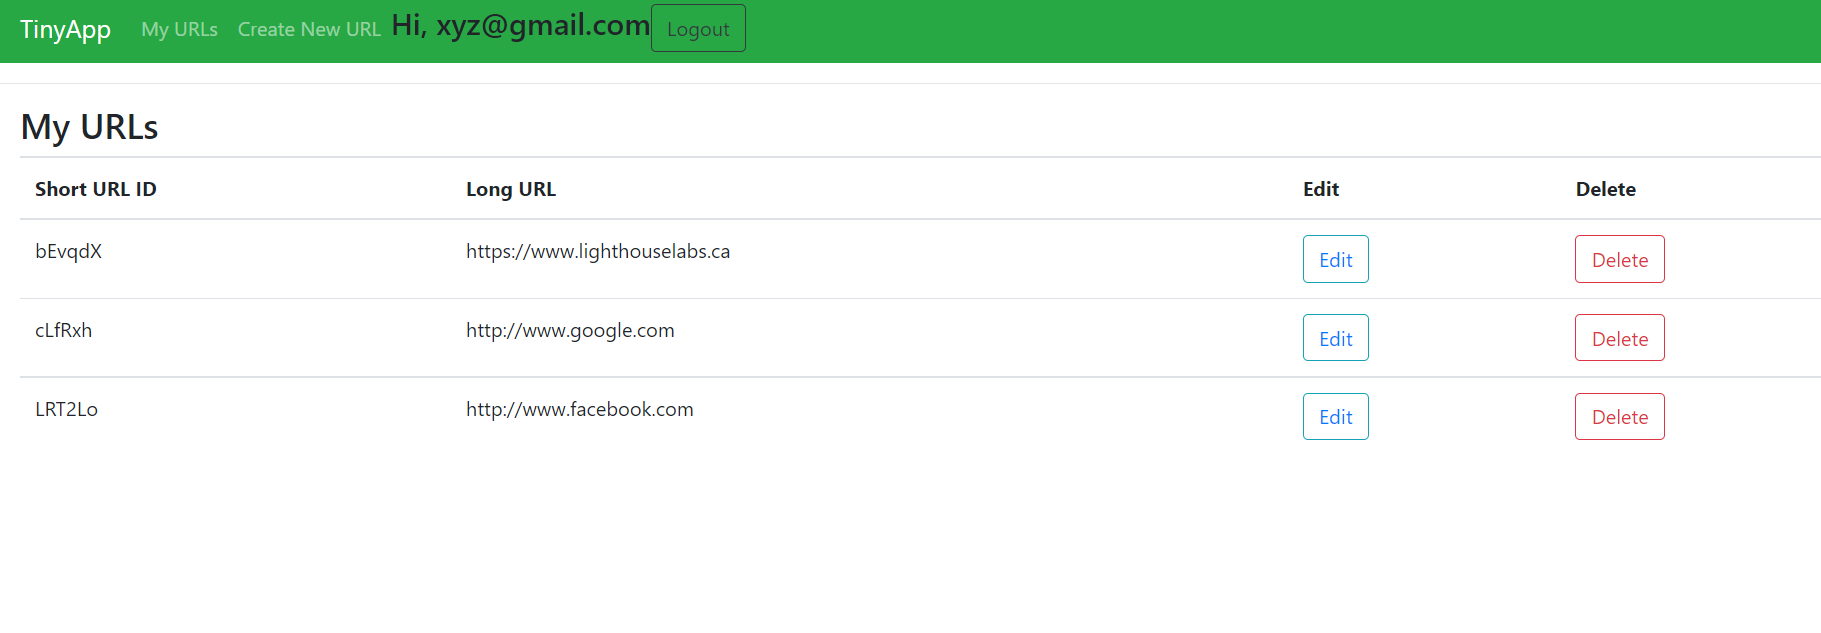 TinyApp My URLs Create New URL Hi, xyz@gmail.com Logout
My URLs
Short URL ID Long URL Edit Delete
bEvqdX https://www.lighthouselabs.ca Edit Delete
cLfRxh http://www.google.com Edit Delete
LRT2Lo http://www.facebook.com Edit Delete